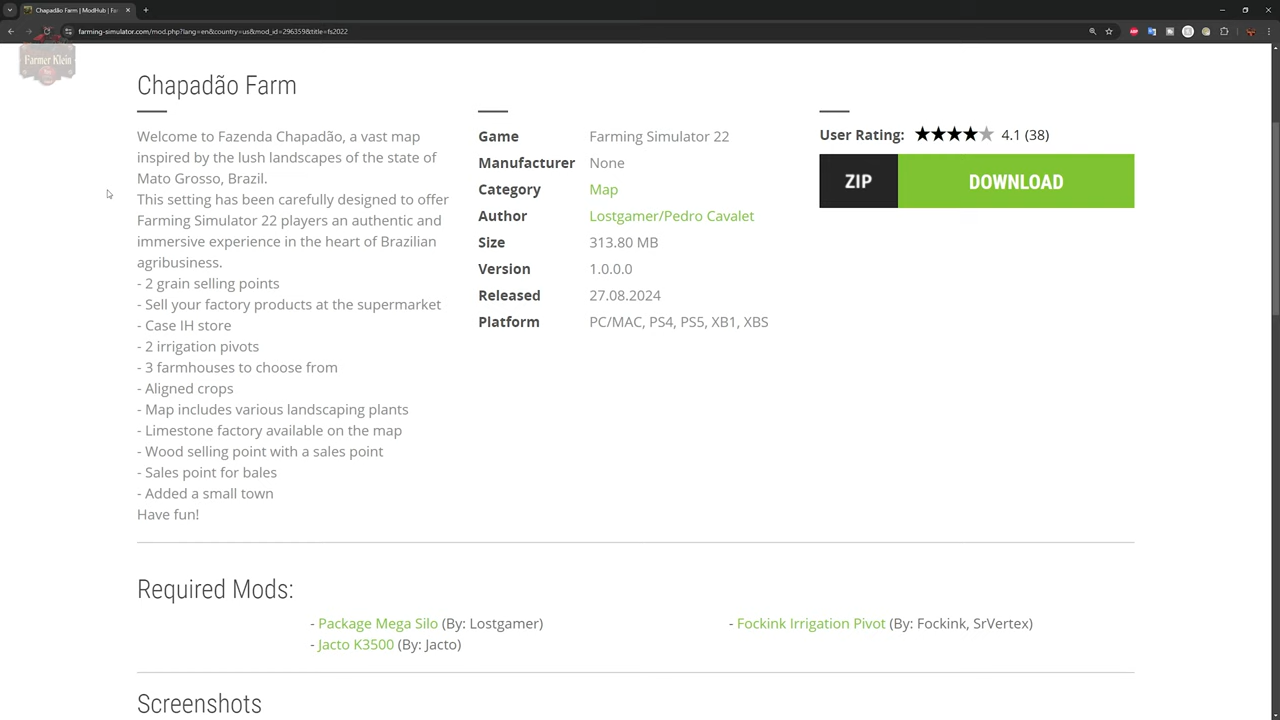 Chapadão Farm | ModHub | Far
farming-simulator.com/mod.php?lang=en&country=us&mod_id=296359&title=fs2022
Farmer Klein
Chapadão Farm
Welcome to Fazenda Chapadão, a vast map
inspired by the lush landscapes of the state of
Mato Grosso, Brazil.
This setting has been carefully designed to offer
Farming Simulator 22 players an authentic and
immersive experience in the heart of Brazilian
agribusiness.
- 2 grain selling points
- Sell your factory products at the supermarket
- Case IH store
- 2 irrigation pivots
- 3 farmhouses to choose from
- Aligned crops
- Map includes various landscaping plants
- Limestone factory available on the map
- Wood selling point with a sales point
- Sales point for bales
- Added a small town
Have fun!
Game Farming Simulator 22
Manufacturer None
Category Map
Author Lostgamer/Pedro Cavalet
Size 313.80 MB
Version 1.0.0.0
Released 27.08.2024
Platform PC/MAC, PS4, PS5, XB1, XBS
User Rating: 4.1 (38)
ZIP DOWNLOAD
Required Mods:
- Package Mega Silo (By: Lostgamer)
- Jacto K3500 (By: Jacto)
- Fockink Irrigation Pivot (By: Fockink, SrVertex)
Screenshots